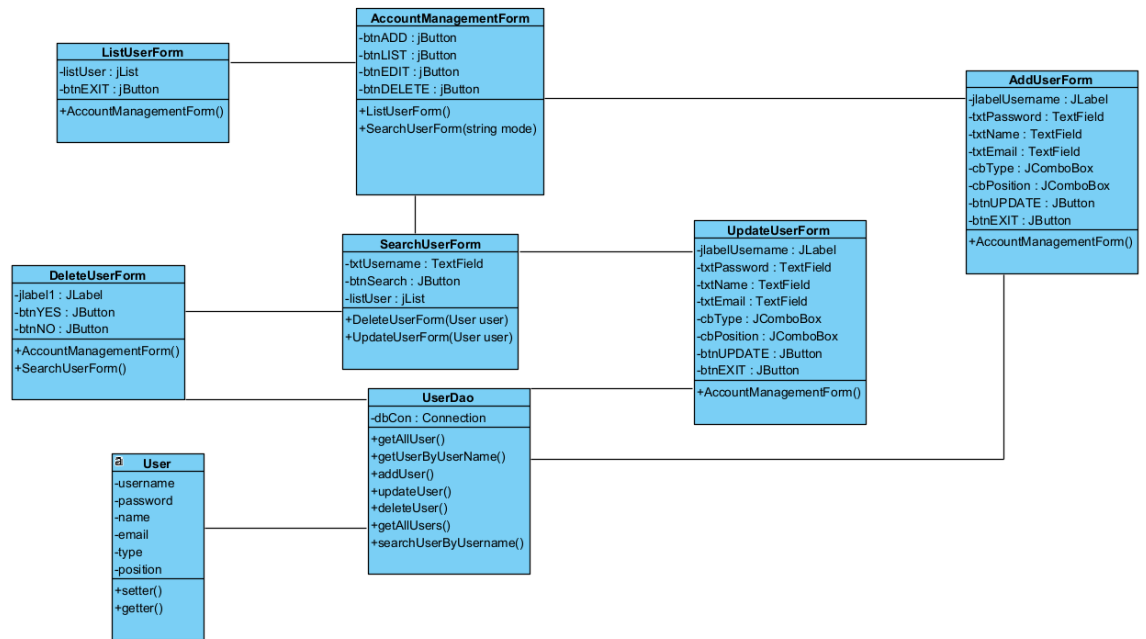 AccountManagementForm
-btnADD : jButton
-btnLIST : jButton
-btnEDIT : jButton
-btnDELETE : jButton
+ListUserForm()
+SearchUserForm(string mode)
ListUserForm
-listUser : jList
-btnEXIT : jButton
+AccountManagementForm()
AddUserForm
-jlabelUsername : JLabel
-txtPassword : TextField
-txtName : TextField
-txtEmail : TextField
-cbType : JComboBox
-cbPosition : JComboBox
-btnUPDATE : JButton
-btnEXIT : JButton
+AccountManagementForm()
SearchUserForm
-txtUsername : TextField
-btnSearch : JButton
-listUser : jList
+DeleteUserForm(User user)
+UpdateUserForm(User user)
UpdateUserForm
-jlabelUsername : JLabel
-txtPassword : TextField
-txtName : TextField
-txtEmail : TextField
-cbType : JComboBox
-cbPosition : JComboBox
-btnUPDATE : JButton
-btnEXIT : JButton
+AccountManagementForm()
DeleteUserForm
-jlabel1 : JLabel
-btnYES : JButton
-btnNO : JButton
+AccountManagementForm()
+SearchUserForm()
UserDao
-dbCon : Connection
+getAllUser()
+getUserByUserName()
+addUser()
+updateUser()
+deleteUser()
+getAllUsers()
+searchUserByUsername()
a User
-username
-password
-name
-email
-type
-position
+setter()
+getter()